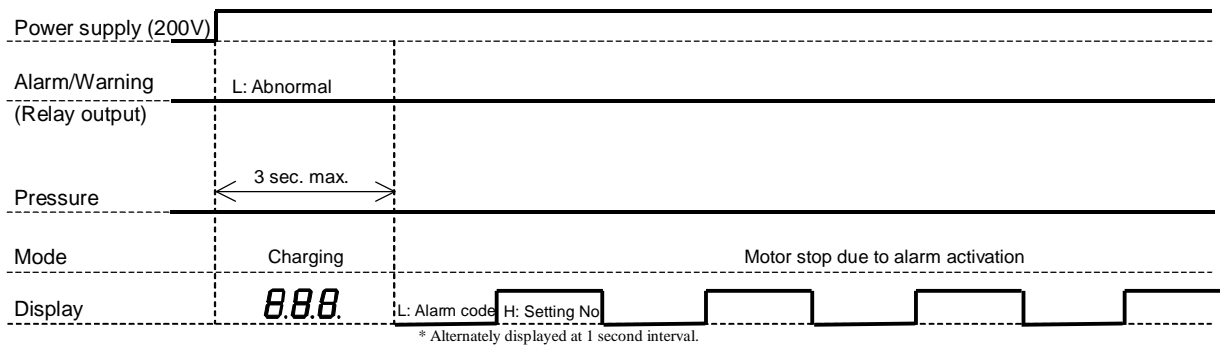 Power supply (200V)
Alarm/Warning
L: Abnormal
(Relay output)
3 sec. max.
Pressure
Mode
Charging
Motor stop due to alarm activation
Display
8.8.8.
L: Alarm code
H: Setting No
* Alternately displayed at 1 second interval.